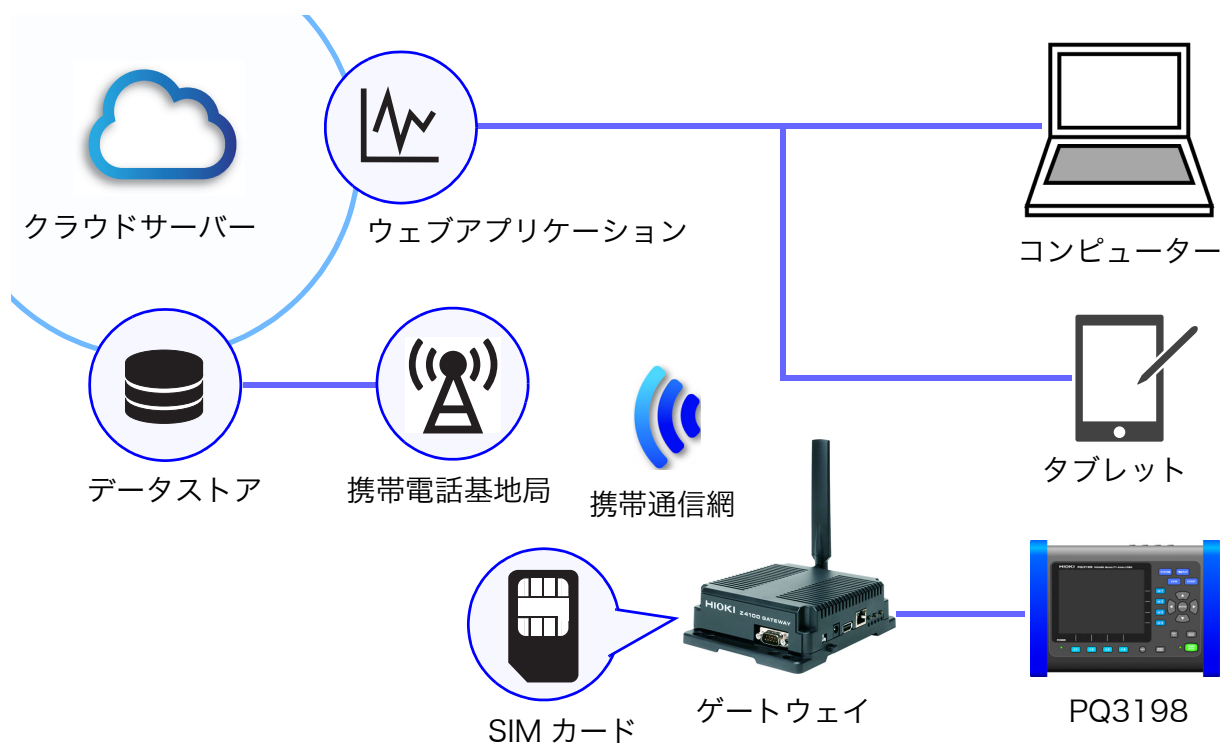 クラウドサーバー
ウェブアプリケーション
コンピューター
データストア
携帯電話基地局
携帯通信網
タブレット
HIOKI
Z4100 GATEWAY
HIOKI PQ3198
SIM カード
ゲートウェイ
PQ3198